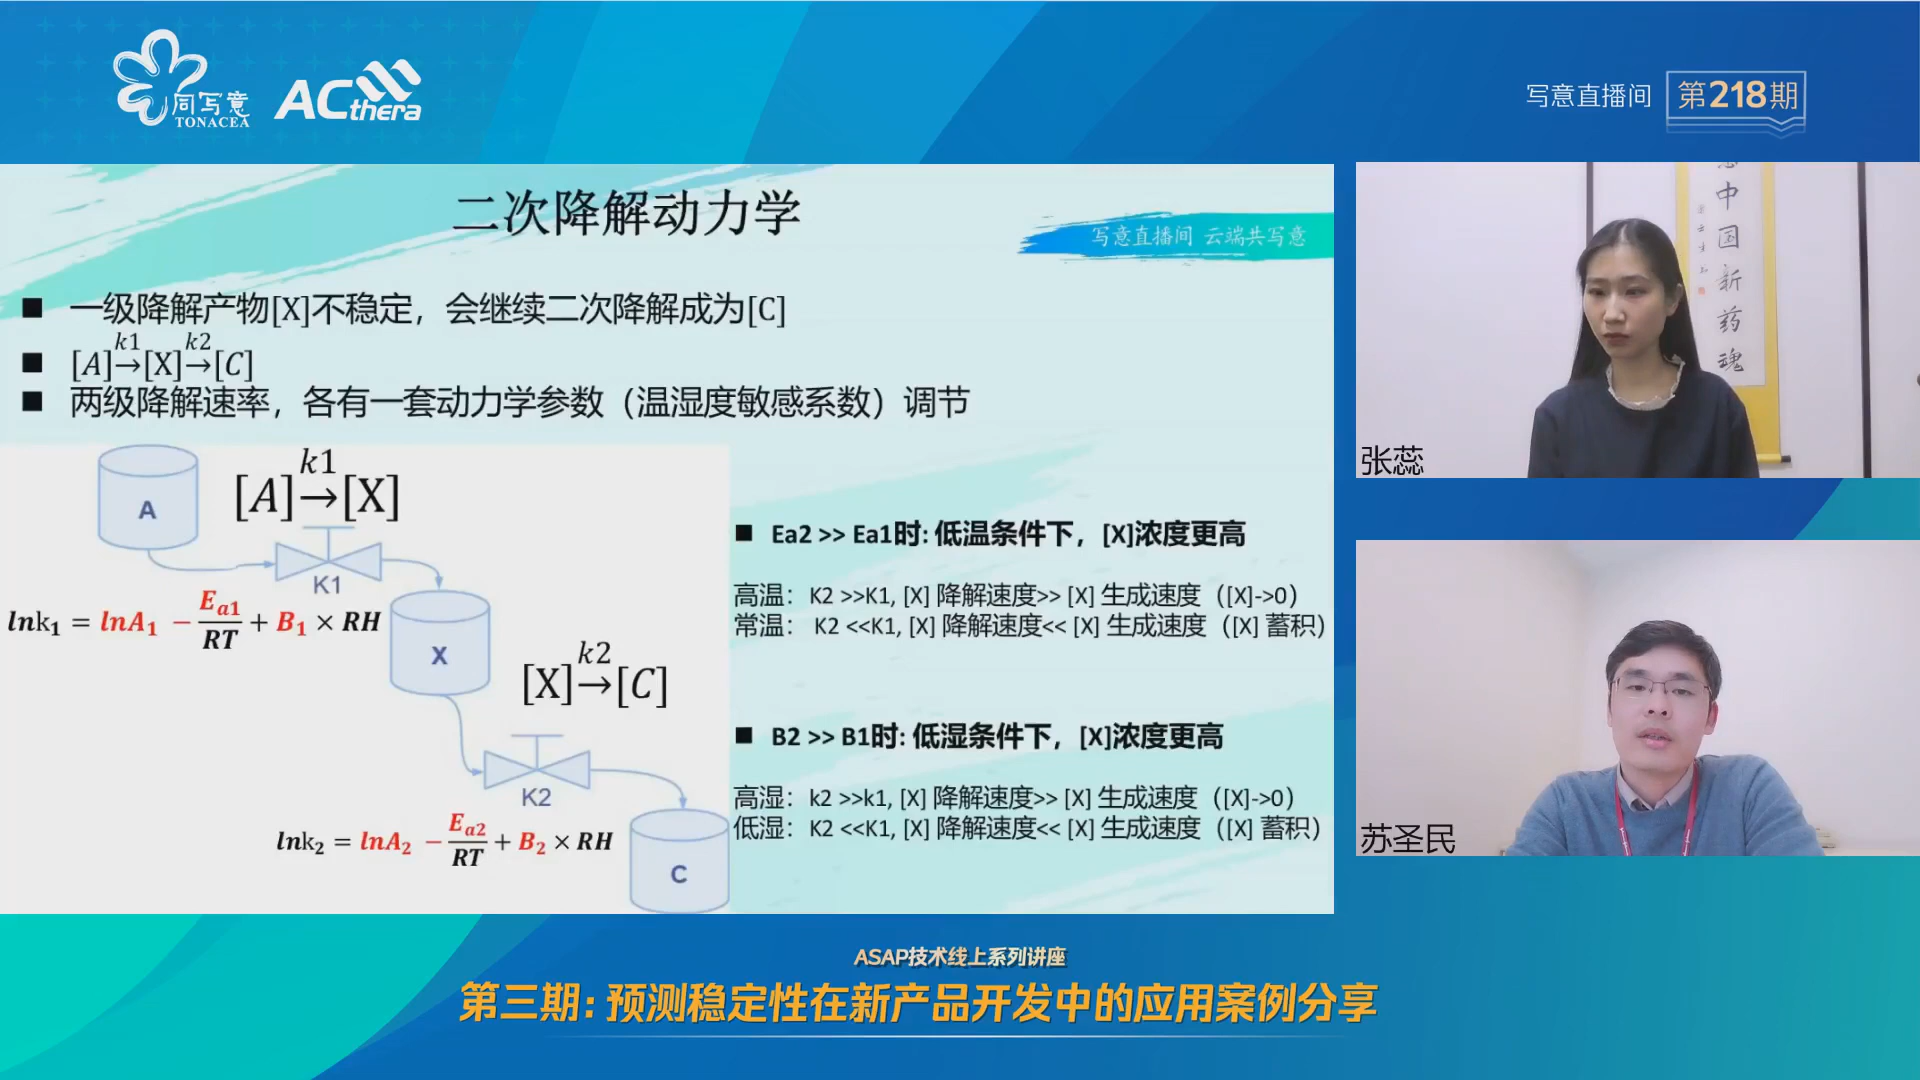 同写意
TONACEA
ACthera
写意直播间
第218期
二次降解动力学
写意直播间 云端共写意
■ 一级降解产物[X]不稳定，会继续二次降解成为[C]
■ [A] k1→ [X] k2→ [C]
■ 两级降解速率，各有一套动力学参数（温湿度敏感系数）调节
A
[A] k1→ [X]
K1
lnk₁ = lnA₁ − Ea1/RT + B₁ × RH
X
[X] k2→ [C]
K2
lnk₂ = lnA₂ − Ea2/RT + B₂ × RH
C
■ Ea2 >> Ea1时: 低温条件下，[X]浓度更高
高温： K2 >>K1, [X] 降解速度>> [X] 生成速度（[X]->0）
常温： K2 <<K1, [X] 降解速度<< [X] 生成速度（[X] 蓄积）
■ B2 >> B1时: 低湿条件下，[X]浓度更高
高湿： k2 >>k1, [X] 降解速度>> [X] 生成速度（[X]->0）
低湿： K2 <<K1, [X] 降解速度<< [X] 生成速度（[X] 蓄积）
中国新药魂
张蕊
苏圣民
ASAP技术线上系列讲座
第三期: 预测稳定性在新产品开发中的应用案例分享